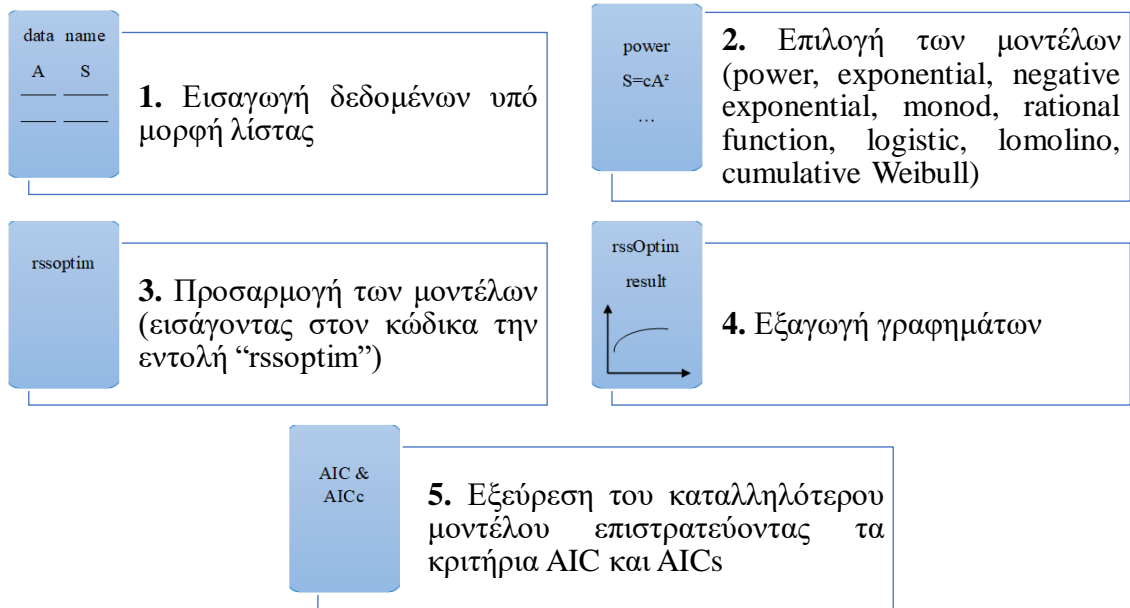 data name
A S
1. Εισαγωγή δεδομένων υπό
μορφή λίστας
power
S=cAᶻ
…
2. Επιλογή των μοντέλων
(power, exponential, negative
exponential, monod, rational
function, logistic, lomolino,
cumulative Weibull)
rssoptim
3. Προσαρμογή των μοντέλων
(εισάγοντας στον κώδικα την
εντολή “rssoptim”)
rssOptim
result
4. Εξαγωγή γραφημάτων
AIC &
AICc
5. Εξεύρεση του καταλληλότερου
μοντέλου επιστρατεύοντας τα
κριτήρια AIC και AICs